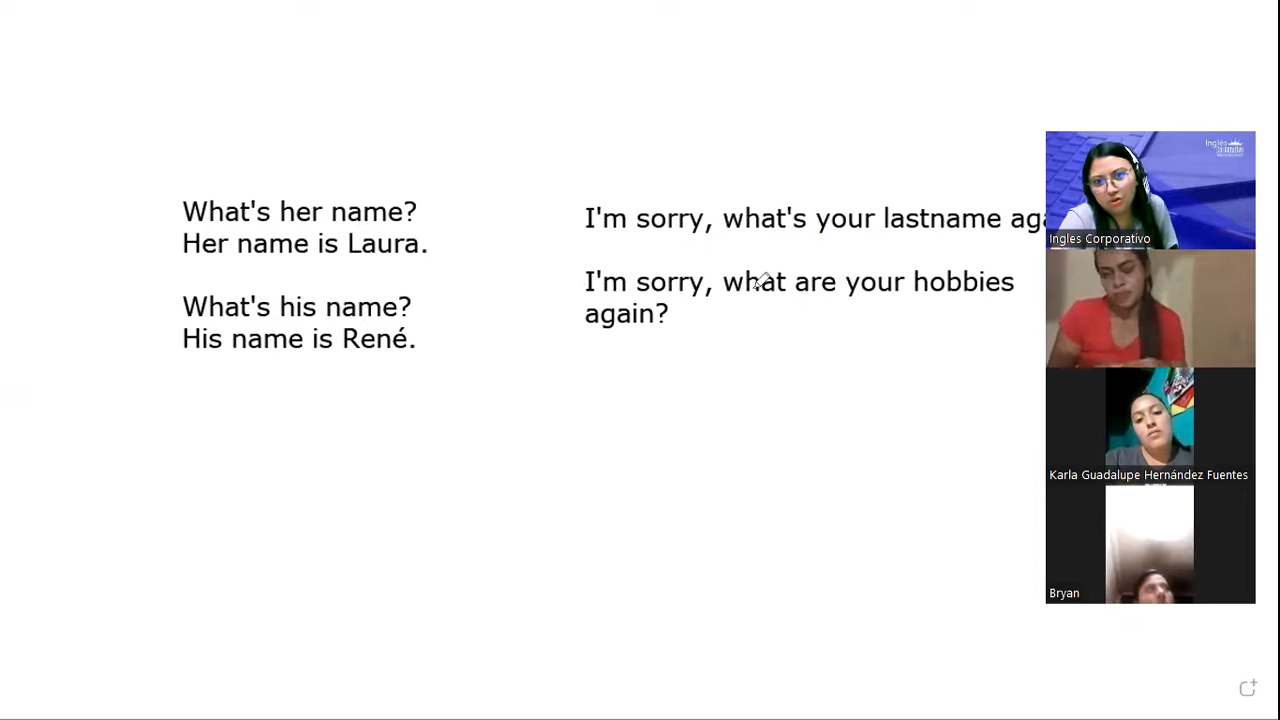 What's her name?
Her name is Laura.
What's his name?
His name is René.
I'm sorry, what's your lastname
I'm sorry, what are your hobbies
again?
Ingles
Ingles Corporativo
Karla Guadalupe Hernández Fuentes
Bryan